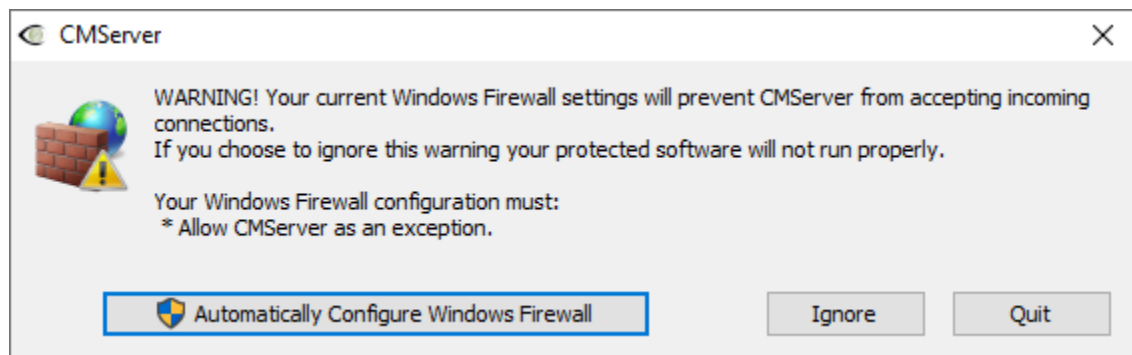 CMServer
WARNING! Your current Windows Firewall settings will prevent CMServer from accepting incoming
connections.
If you choose to ignore this warning your protected software will not run properly.
Your Windows Firewall configuration must:
* Allow CMServer as an exception.
Automatically Configure Windows Firewall
Ignore
Quit